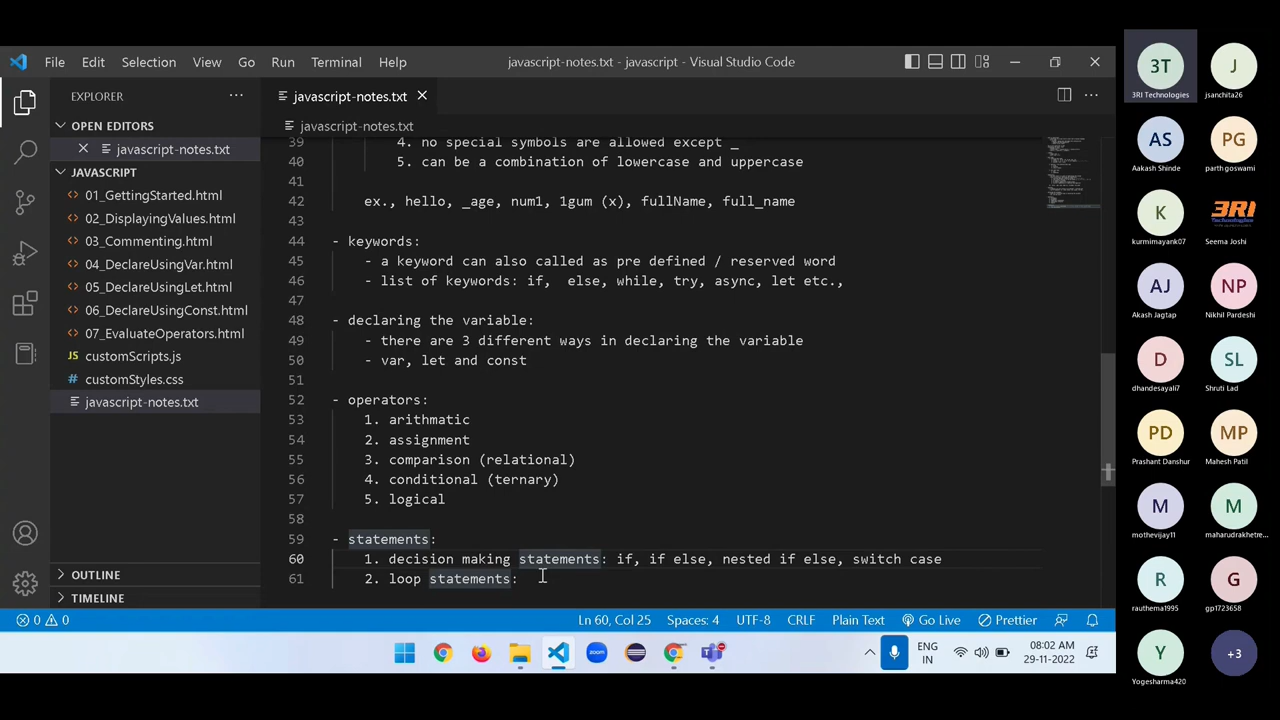 File Edit Selection View Go Run Terminal Help
javascript-notes.txt - javascript - Visual Studio Code
EXPLORER
OPEN EDITORS
javascript-notes.txt
JAVASCRIPT
01_GettingStarted.html
02_DisplayingValues.html
03_Commenting.html
04_DeclareUsingVar.html
05_DeclareUsingLet.html
06_DeclareUsingConst.html
07_EvaluateOperators.html
customScripts.js
customStyles.css
javascript-notes.txt
OUTLINE
TIMELINE
javascript-notes.txt
javascript-notes.txt
39 4. no special symbols are allowed except _
40 5. can be a combination of lowercase and uppercase
41
42 ex., hello, _age, num1, 1gum (x), fullName, full_name
43
44 - keywords:
45 - a keyword can also called as pre defined / reserved word
46 - list of keywords: if,  else, while, try, async, let etc.,
47
48 - declaring the variable:
49 - there are 3 different ways in declaring the variable
50 - var, let and const
51
52 - operators:
53 1. arithmatic
54 2. assignment
55 3. comparison (relational)
56 4. conditional (ternary)
57 5. logical
58
59 - statements:
60 1. decision making statements: if, if else, nested if else, switch case
61 2. loop statements:
0 0 Ln 60, Col 25 Spaces: 4 UTF-8 CRLF Plain Text Go Live Prettier
ENG
IN
08:02 AM
29-11-2022
zoom
3T
3RI Technologies
J
jsanchita26
AS
Aakash Shinde
PG
parth goswami
K
kurmimayank07
3RI
Seema Joshi
AJ
Akash Jagtap
NP
Nikhil Pardeshi
D
dhandesayali7
SL
Shruti Lad
PD
Prashant Danshur
MP
Mahesh Patil
M
mothevijay11
M
maharudrakhetre...
R
rauthema1995
G
gp1723658
Y
Yogesharma420
+3